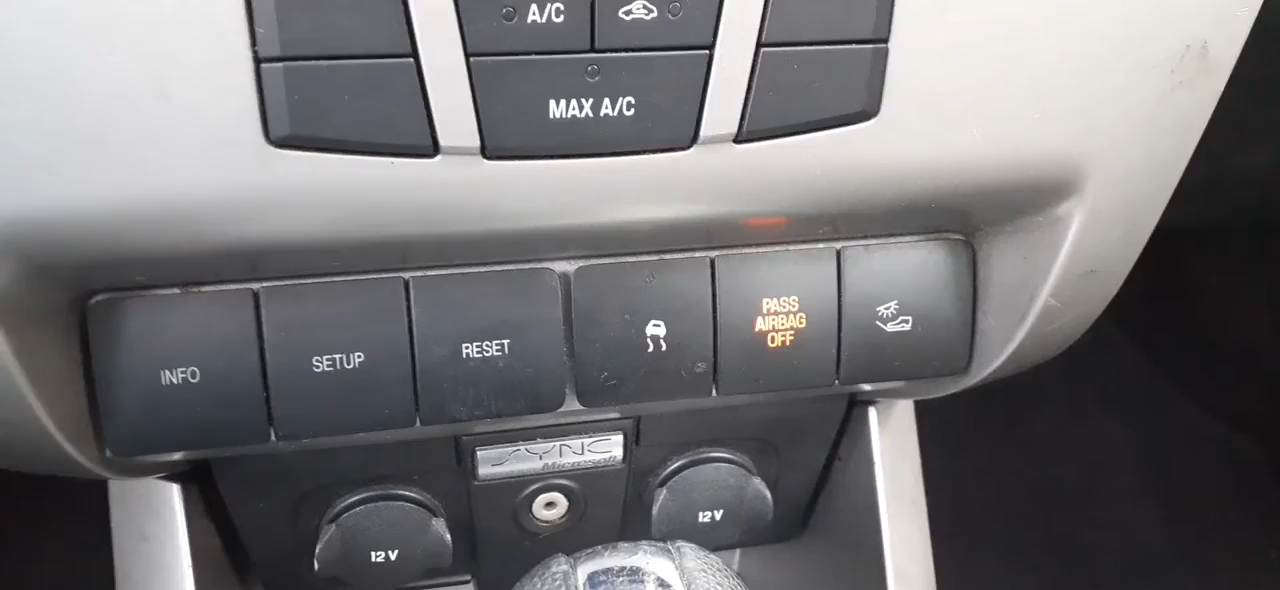 A/C
MAX A/C
INFO
SETUP
RESET
PASS
AIRBAG
OFF
SYNC
Microsoft
12V
12V